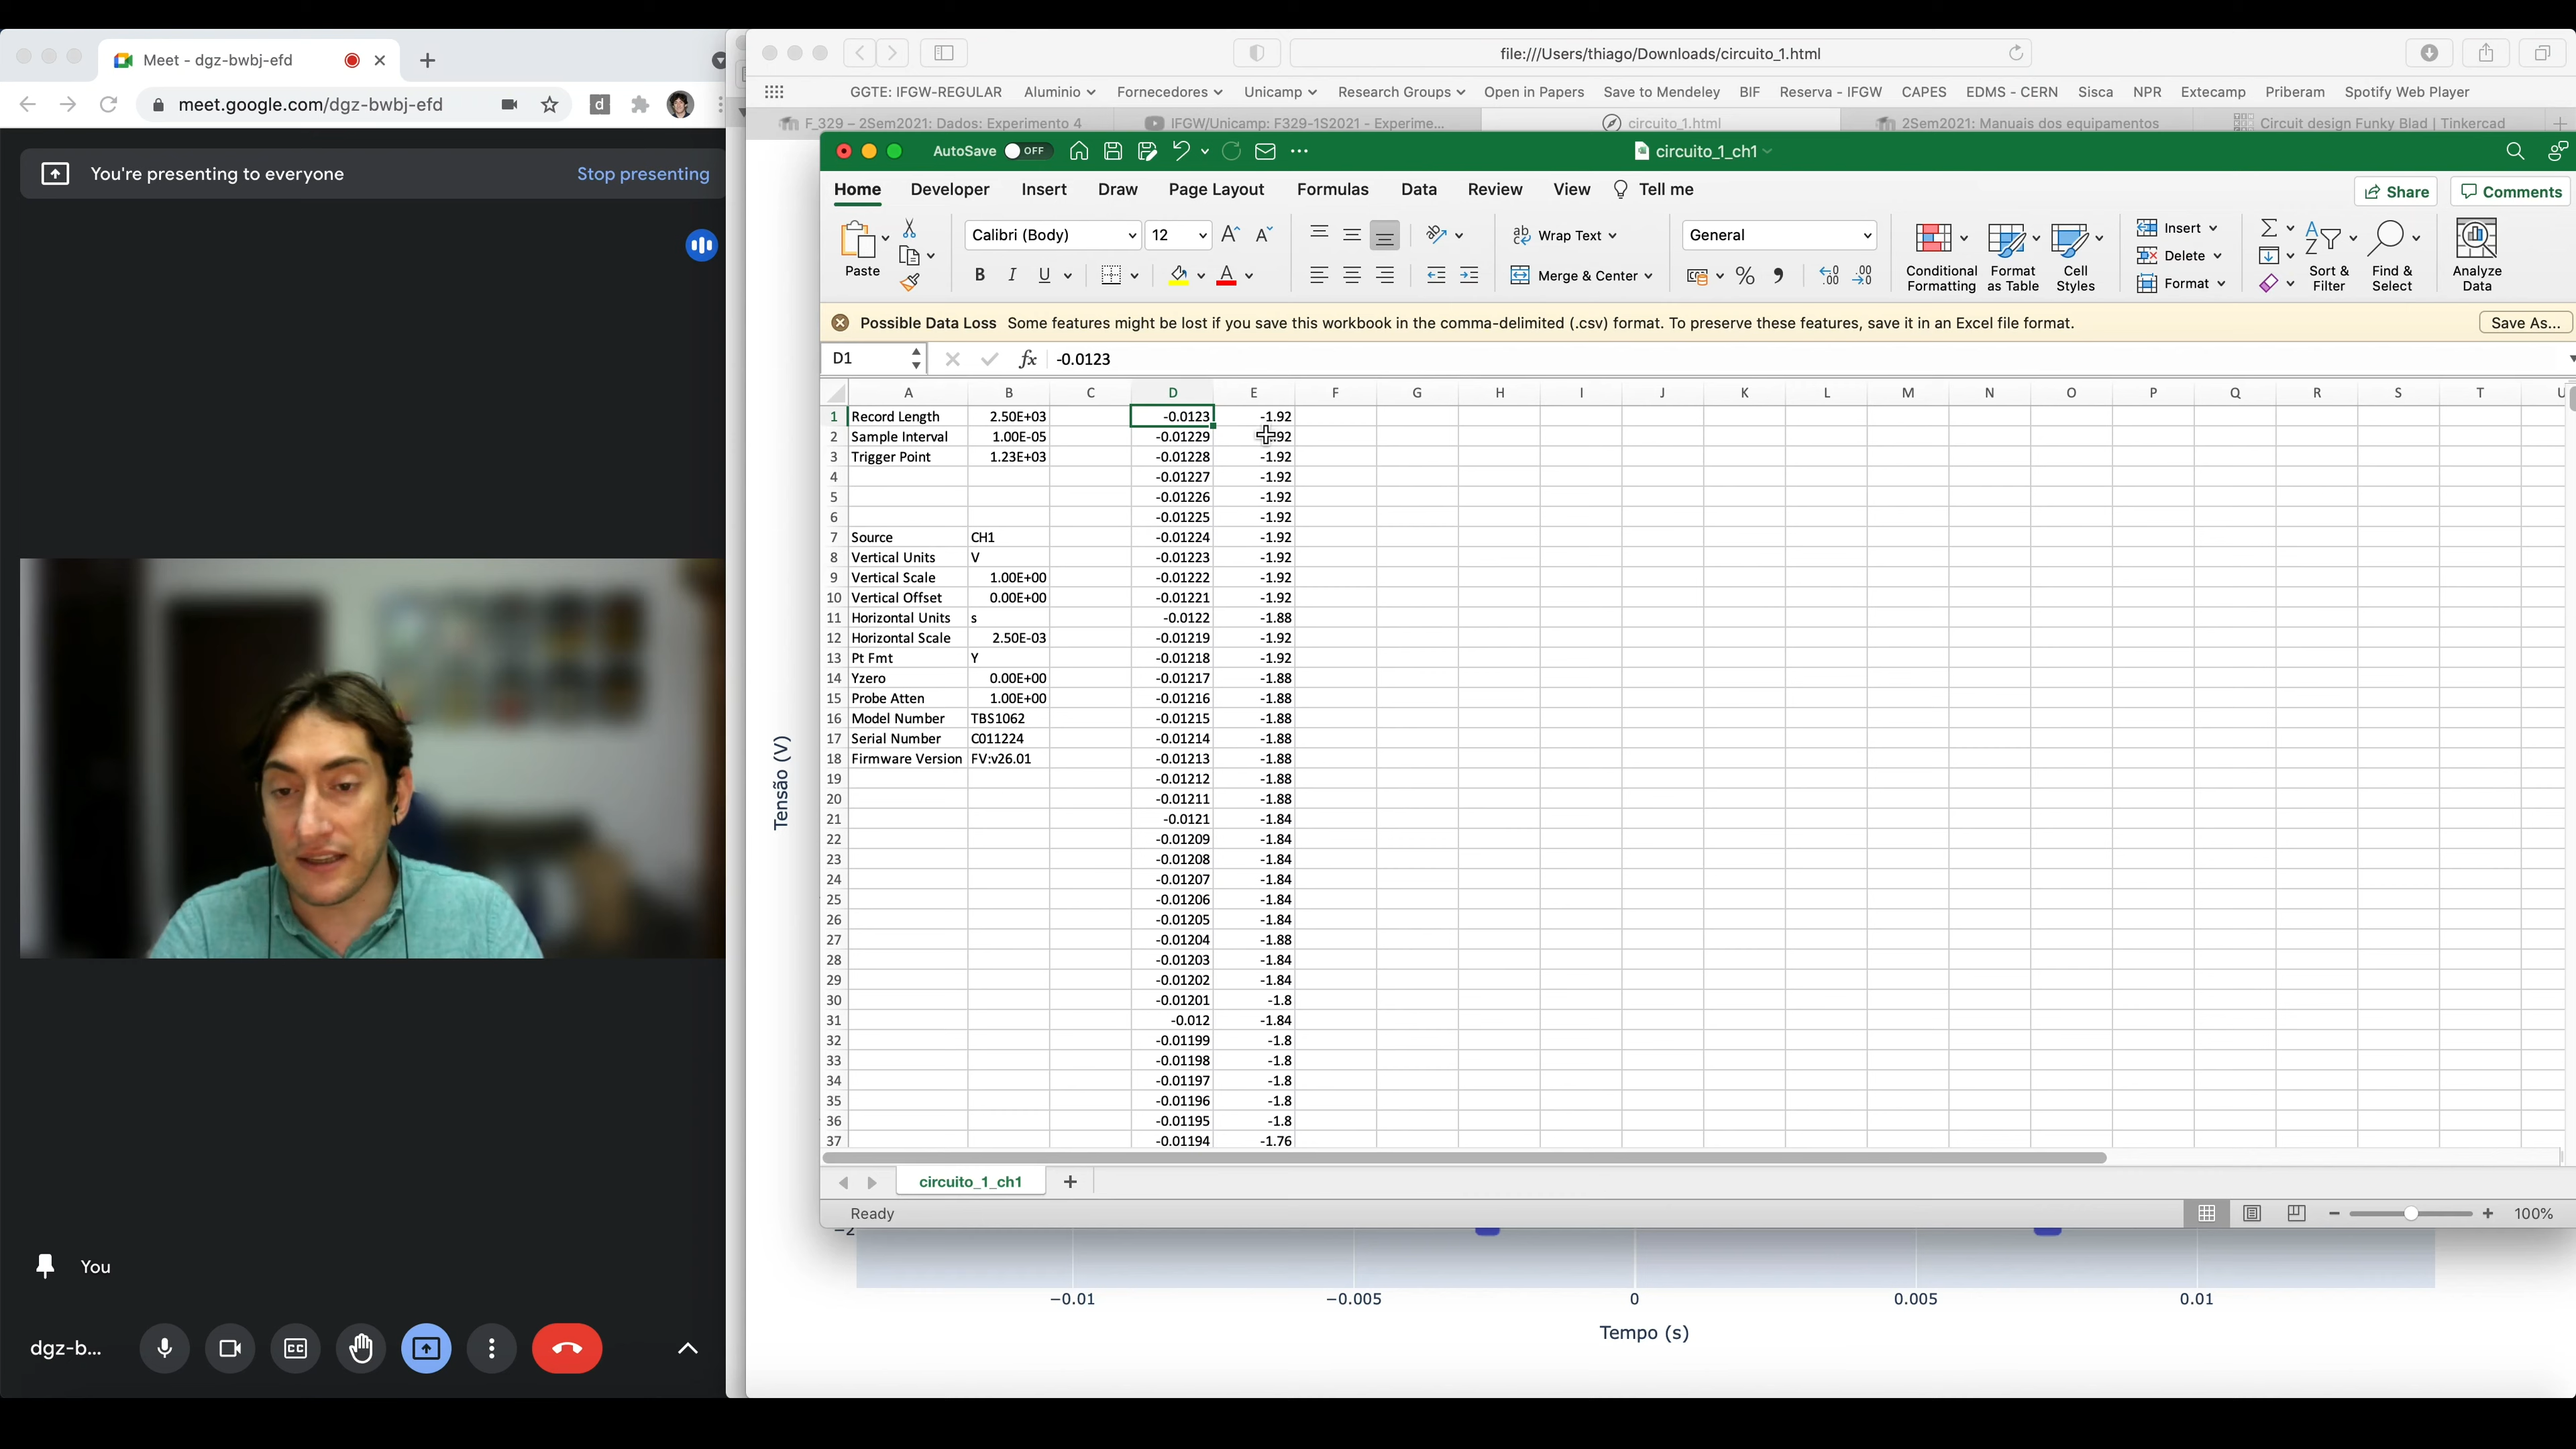 Meet - dgz-bwbj-efd
meet.google.com/dgz-bwbj-efd
You're presenting to everyone
Stop presenting
You
dgz-b...
file:///Users/thiago/Downloads/circuito_1.html
GGTE: IFGW-REGULAR Aluminio Fornecedores Unicamp Research Groups Open in Papers Save to Mendeley BIF Reserva - IFGW CAPES EDMS - CERN Sisca NPR Extecamp Priberam Spotify Web Player
F_329 – 2Sem2021: Dados: Experimento 4 IFGW/Unicamp: F329-1S2021 - Experime... circuito_1.html 2Sem2021: Manuais dos equipamentos Circuit design Funky Blad | Tinkercad
AutoSave OFF circuito_1_ch1
Home Developer Insert Draw Page Layout Formulas Data Review View Tell me Share Comments
Paste Calibri (Body) 12 Wrap Text General
Merge & Center
Conditional Formatting
Format as Table
Cell Styles
Insert
Delete
Format
Sort & Filter
Find & Select
Analyze Data
Possible Data Loss Some features might be lost if you save this workbook in the comma-delimited (.csv) format. To preserve these features, save it in an Excel file format. Save As...
D1 fx -0.0123
A B C D E F G H I J K L M N O P Q R S T U
1 Record Length 2.50E+03 -0.0123 -1.92
2 Sample Interval 1.00E-05 -0.01229 92
3 Trigger Point 1.23E+03 -0.01228 -1.92
4 -0.01227 -1.92
5 -0.01226 -1.92
6 -0.01225 -1.92
7 Source CH1 -0.01224 -1.92
8 Vertical Units V -0.01223 -1.92
9 Vertical Scale 1.00E+00 -0.01222 -1.92
10 Vertical Offset 0.00E+00 -0.01221 -1.92
11 Horizontal Units s -0.0122 -1.88
12 Horizontal Scale 2.50E-03 -0.01219 -1.92
13 Pt Fmt Y -0.01218 -1.92
14 Yzero 0.00E+00 -0.01217 -1.88
15 Probe Atten 1.00E+00 -0.01216 -1.88
16 Model Number TBS1062 -0.01215 -1.88
17 Serial Number C011224 -0.01214 -1.88
18 Firmware Version FV:v26.01 -0.01213 -1.88
19 -0.01212 -1.88
20 -0.01211 -1.88
21 -0.0121 -1.84
22 -0.01209 -1.84
23 -0.01208 -1.84
24 -0.01207 -1.84
25 -0.01206 -1.84
26 -0.01205 -1.84
27 -0.01204 -1.88
28 -0.01203 -1.84
29 -0.01202 -1.84
30 -0.01201 -1.8
31 -0.012 -1.84
32 -0.01199 -1.8
33 -0.01198 -1.8
34 -0.01197 -1.8
35 -0.01196 -1.8
36 -0.01195 -1.8
37 -0.01194 -1.76
circuito_1_ch1
Ready 100%
Tensão (V)
−2
−0.01 −0.005 0 0.005 0.01
Tempo (s)